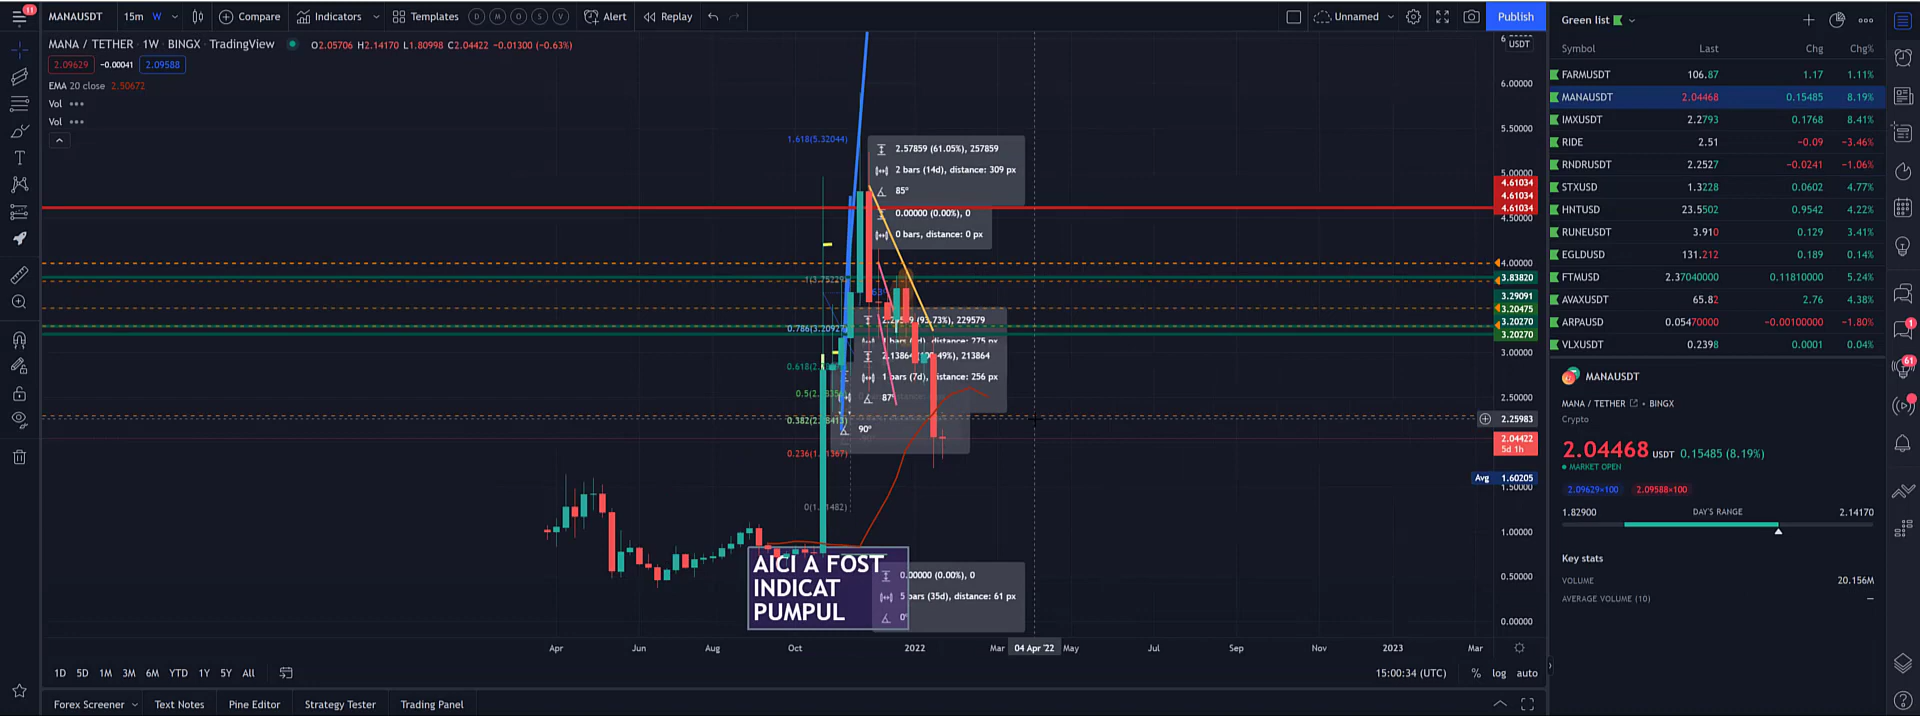 11
MANAUSDT 15m W Compare Indicators Templates D M O S Y Alert Replay Unnamed Publish
MANA / TETHER · 1W · BINGX · TradingView O2.05706 H2.14170 L1.80998 C2.04422 -0.01300 (-0.63%)
2.09629 -0.00041 2.09588
EMA 20 close 2.50672
Vol
Vol
USDT
6.00000
5.50000
5.00000
4.61034
4.61034
4.61034
4.50000
4.00000
3.83820
3.29091
3.20475
3.20270
3.20270
3.00000
2.50000
2.25983
2.04422
5d 1h
Avg 1.60205
1.50000
1.00000
0.50000
0.00000
1.618(5.32044)
2.57859 (61.05%), 257859
2 bars (14d), distance: 309 px
85°
0.00000 (0.00%), 0
0 bars, distance: 0 px
229579
275 px
213864
1 bars (7d), distance: 256 px
87°
90°
AICI A FOST
INDICAT
PUMPUL
0.00000 (0.00%), 0
5 bars (35d), distance: 61 px
0°
Apr Jun Aug Oct 2022 Mar 04 Apr '22 May Jul Sep Nov 2023 Mar
1D 5D 1M 3M 6M YTD 1Y 5Y All 15:00:34 (UTC) % log auto
Forex Screener Text Notes Pine Editor Strategy Tester Trading Panel
Green list
Symbol Last Chg Chg%
FARMUSDT 106.87 1.17 1.11%
MANAUSDT 2.04468 0.15485 8.19%
IMXUSDT 2.2793 0.1768 8.41%
RIDE 2.51 -0.09 -3.46%
RNDRUSDT 2.2527 -0.0241 -1.06%
STXUSD 1.3228 0.0602 4.77%
HNTUSD 23.5502 0.9542 4.22%
RUNEUSD 3.910 0.129 3.41%
EGLDUSD 131.212 0.189 0.14%
FTMUSD 2.37040000 0.11810000 5.24%
AVAXUSDT 65.82 2.76 4.38%
ARPAUSD 0.05470000 -0.00100000 -1.80%
VLXUSDT 0.2398 0.0001 0.04%
MANAUSDT
MANA / TETHER • BINGX
Crypto
2.04468 USDT 0.15485 (8.19%)
MARKET OPEN
2.09629×100 2.09588×100
1.82900 DAY'S RANGE 2.14170
Key stats
VOLUME 20.156M
AVERAGE VOLUME (10) —
1
61